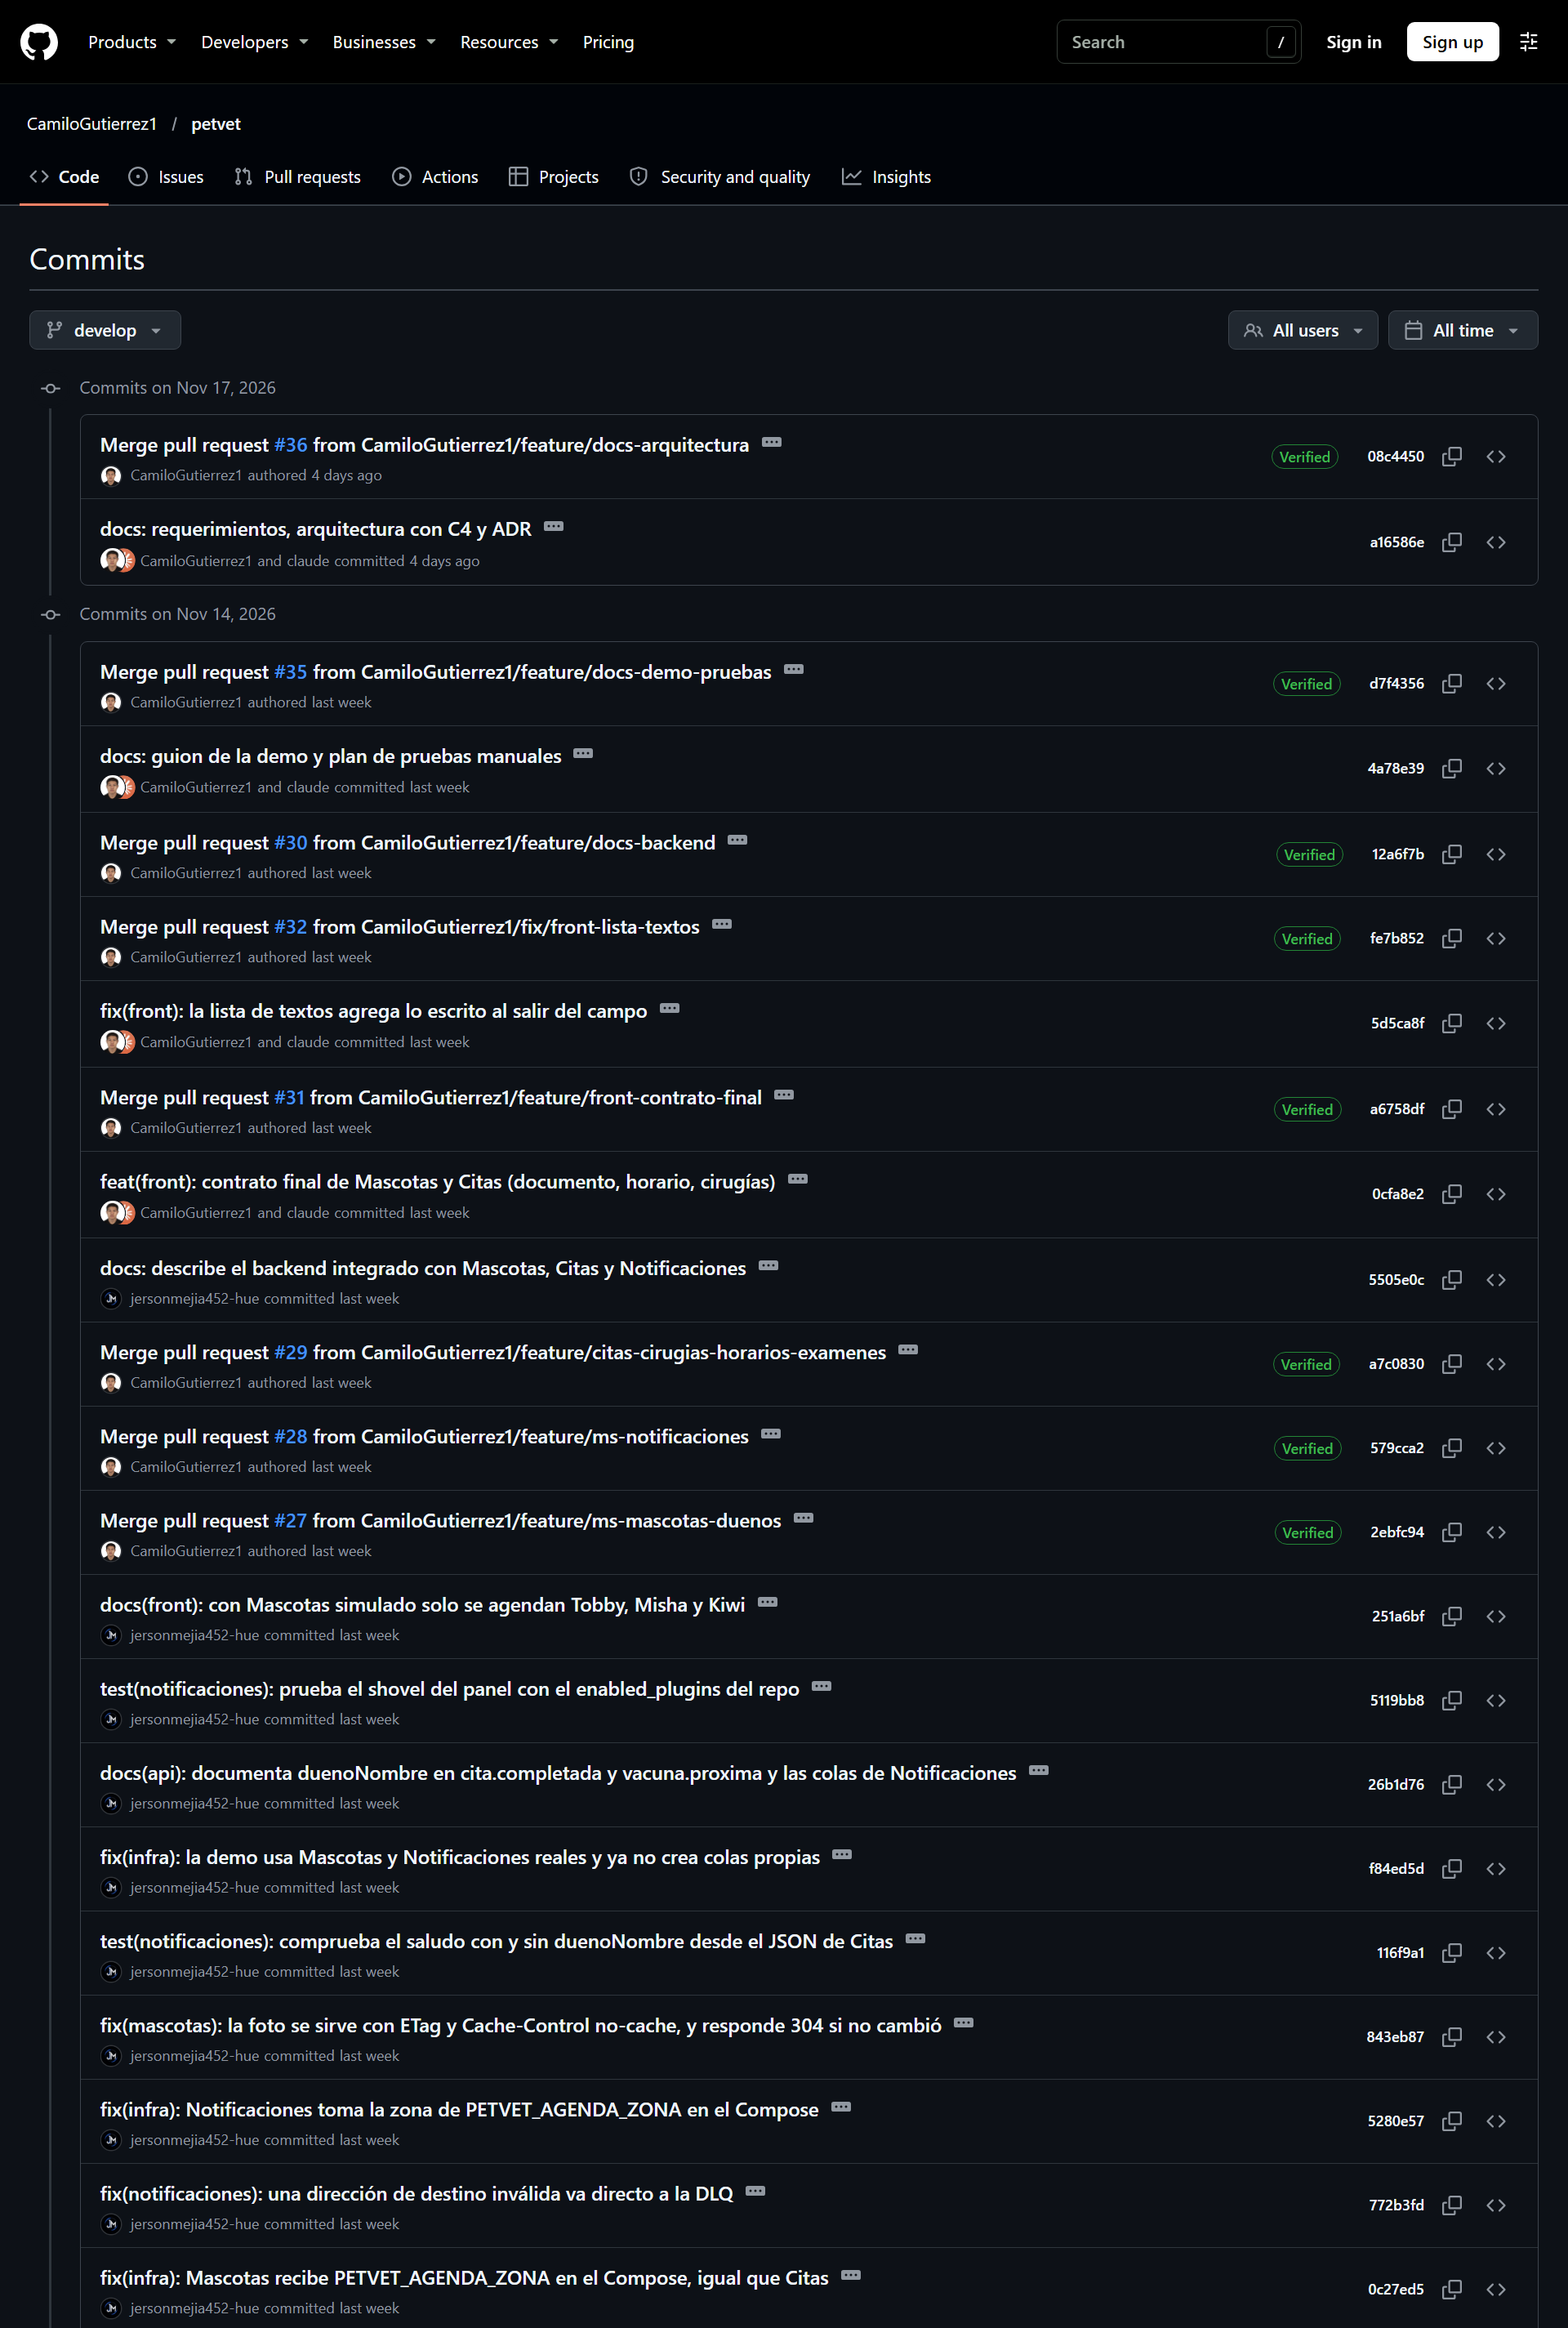 Products Developers Businesses Resources Pricing Search / Sign in Sign up
CamiloGutierrez1 / petvet
Code Issues Pull requests Actions Projects Security and quality Insights
Commits
develop All users All time
Commits on Nov 17, 2026
Merge pull request #36 from CamiloGutierrez1/feature/docs-arquitectura
Verified 08c4450
CamiloGutierrez1 authored 4 days ago
docs: requerimientos, arquitectura con C4 y ADR
a16586e
CamiloGutierrez1 and claude committed 4 days ago
Commits on Nov 14, 2026
Merge pull request #35 from CamiloGutierrez1/feature/docs-demo-pruebas
Verified d7f4356
CamiloGutierrez1 authored last week
docs: guion de la demo y plan de pruebas manuales
4a78e39
CamiloGutierrez1 and claude committed last week
Merge pull request #30 from CamiloGutierrez1/feature/docs-backend
Verified 12a6f7b
CamiloGutierrez1 authored last week
Merge pull request #32 from CamiloGutierrez1/fix/front-lista-textos
Verified fe7b852
CamiloGutierrez1 authored last week
fix(front): la lista de textos agrega lo escrito al salir del campo
5d5ca8f
CamiloGutierrez1 and claude committed last week
Merge pull request #31 from CamiloGutierrez1/feature/front-contrato-final
Verified a6758df
CamiloGutierrez1 authored last week
feat(front): contrato final de Mascotas y Citas (documento, horario, cirugías)
0cfa8e2
CamiloGutierrez1 and claude committed last week
docs: describe el backend integrado con Mascotas, Citas y Notificaciones
5505e0c
jersonmejia452-hue committed last week
Merge pull request #29 from CamiloGutierrez1/feature/citas-cirugias-horarios-examenes
Verified a7c0830
CamiloGutierrez1 authored last week
Merge pull request #28 from CamiloGutierrez1/feature/ms-notificaciones
Verified 579cca2
CamiloGutierrez1 authored last week
Merge pull request #27 from CamiloGutierrez1/feature/ms-mascotas-duenos
Verified 2ebfc94
CamiloGutierrez1 authored last week
docs(front): con Mascotas simulado solo se agendan Tobby, Misha y Kiwi
251a6bf
jersonmejia452-hue committed last week
test(notificaciones): prueba el shovel del panel con el enabled_plugins del repo
5119bb8
jersonmejia452-hue committed last week
docs(api): documenta duenoNombre en cita.completada y vacuna.proxima y las colas de Notificaciones
26b1d76
jersonmejia452-hue committed last week
fix(infra): la demo usa Mascotas y Notificaciones reales y ya no crea colas propias
f84ed5d
jersonmejia452-hue committed last week
test(notificaciones): comprueba el saludo con y sin duenoNombre desde el JSON de Citas
116f9a1
jersonmejia452-hue committed last week
fix(mascotas): la foto se sirve con ETag y Cache-Control no-cache, y responde 304 si no cambió
843eb87
jersonmejia452-hue committed last week
fix(infra): Notificaciones toma la zona de PETVET_AGENDA_ZONA en el Compose
5280e57
jersonmejia452-hue committed last week
fix(notificaciones): una dirección de destino inválida va directo a la DLQ
772b3fd
jersonmejia452-hue committed last week
fix(infra): Mascotas recibe PETVET_AGENDA_ZONA en el Compose, igual que Citas
0c27ed5
jersonmejia452-hue committed last week